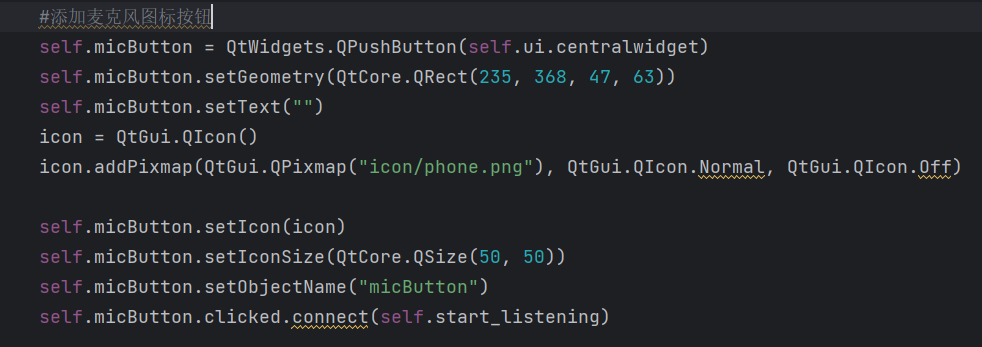 #添加麦克风图标按钮
self.micButton = QtWidgets.QPushButton(self.ui.centralwidget)
self.micButton.setGeometry(QtCore.QRect(235, 368, 47, 63))
self.micButton.setText("")
icon = QtGui.QIcon()
icon.addPixmap(QtGui.QPixmap("icon/phone.png"), QtGui.QIcon.Normal, QtGui.QIcon.Off)
self.micButton.setIcon(icon)
self.micButton.setIconSize(QtCore.QSize(50, 50))
self.micButton.setObjectName("micButton")
self.micButton.clicked.connect(self.start_listening)